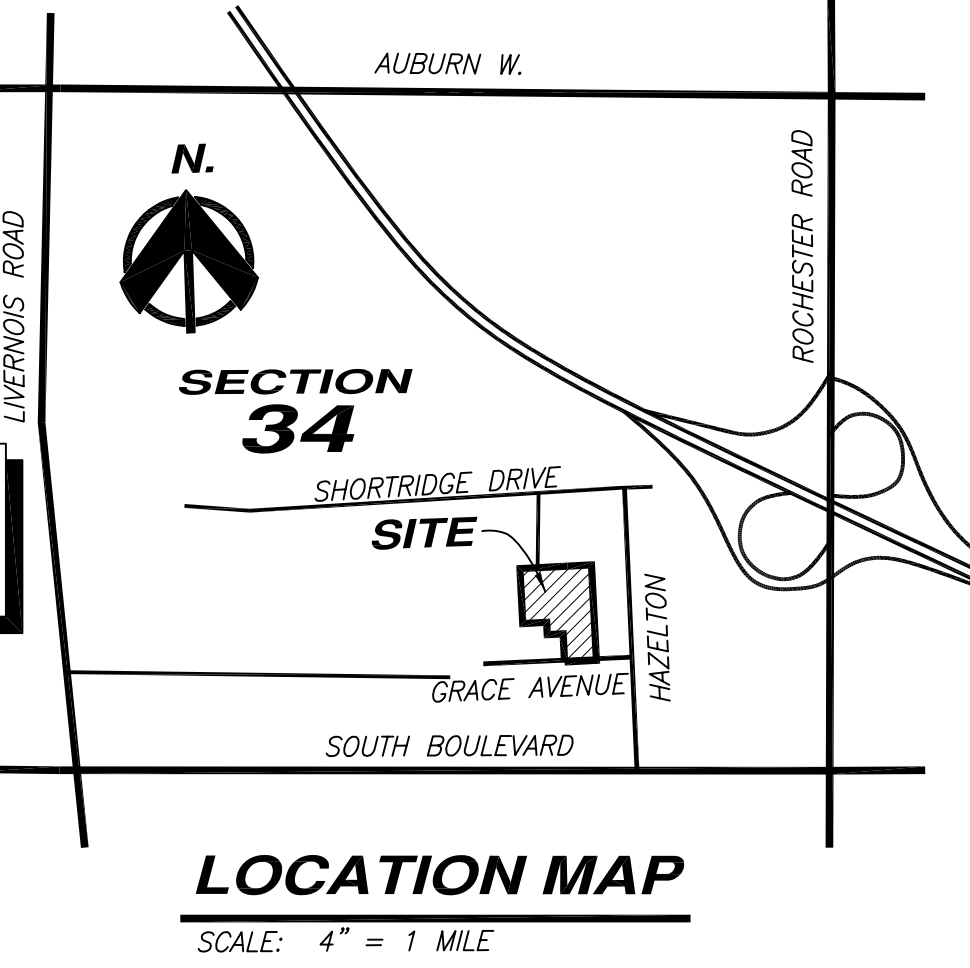 AUBURN W.
N.
ROCHESTER ROAD
LIVERNOIS ROAD
SECTION
34
SHORTRIDGE DRIVE
SITE
HAZELTON
GRACE AVENUE
SOUTH BOULEVARD
LOCATION MAP
SCALE: 4" = 1 MILE